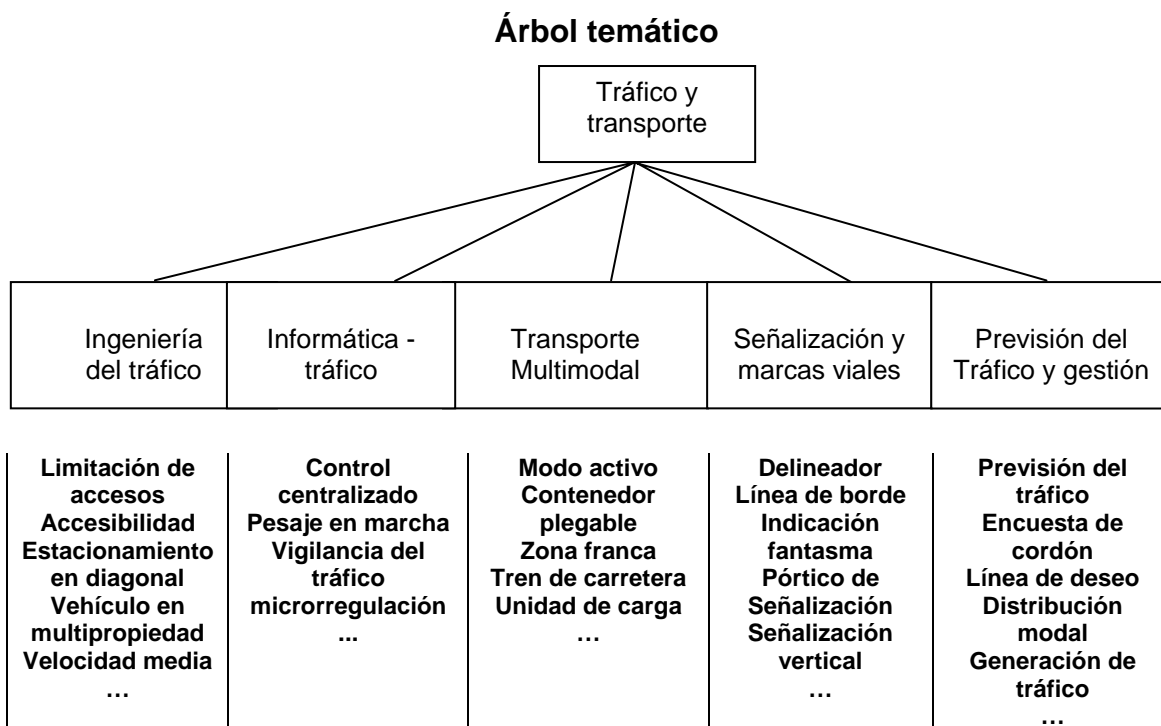 Árbol temático
Tráfico y
transporte
Ingeniería
del tráfico
Informática -
tráfico
Transporte
Multimodal
Señalización y
marcas viales
Previsión del
Tráfico y gestión
Limitación de
accesos
Accesibilidad
Estacionamiento
en diagonal
Vehículo en
multipropiedad
Velocidad media
…
Control
centralizado
Pesaje en marcha
Vigilancia del
tráfico
microrregulación
...
Modo activo
Contenedor
plegable
Zona franca
Tren de carretera
Unidad de carga
…
Delineador
Línea de borde
Indicación
fantasma
Pórtico de
Señalización
Señalización
vertical
…
Previsión del
tráfico
Encuesta de
cordón
Línea de deseo
Distribución
modal
Generación de
tráfico
…